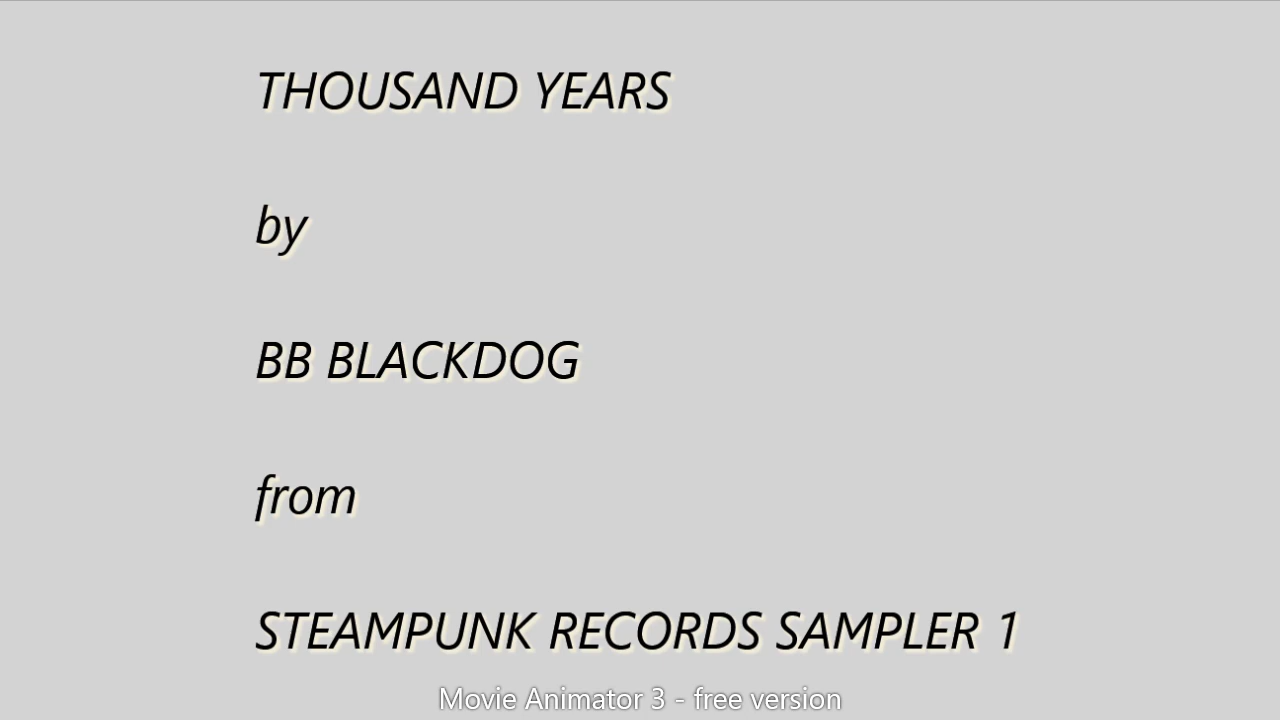 THOUSAND YEARS
by
BB BLACKDOG
from
STEAMPUNK RECORDS SAMPLER 1
Movie Animator 3 - free version